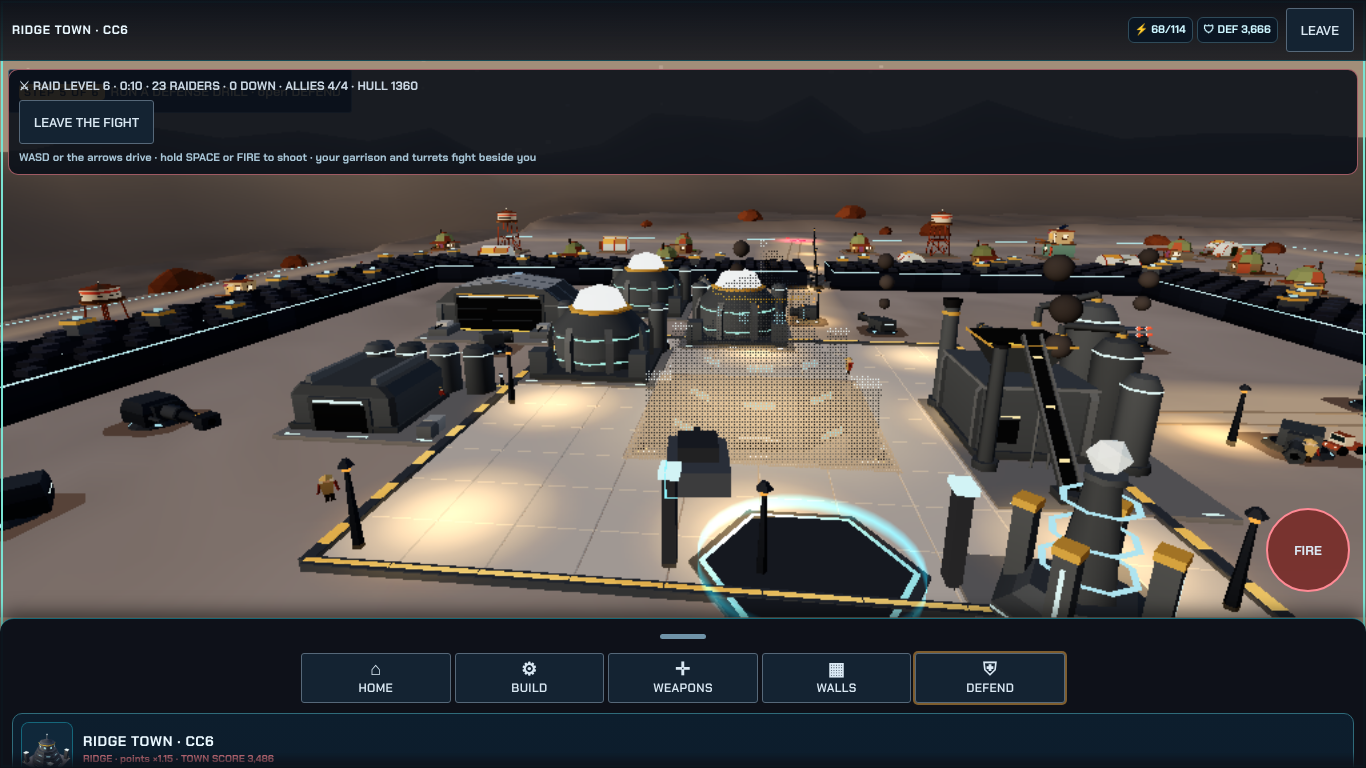 RIDGE TOWN · CC6
⚡ 68/114
🛡 DEF 3,666
LEAVE
⚔ RAID LEVEL 6 · 0:10 · 23 RAIDERS · 0 DOWN · ALLIES 4/4 · HULL 1360
LEAVE THE FIGHT
WASD or the arrows drive · hold SPACE or FIRE to shoot · your garrison and turrets fight beside you
FIRE
HOME
BUILD
WEAPONS
WALLS
DEFEND
RIDGE TOWN · CC6
RIDGE · points ×1.15 · TOWN SCORE 3,486